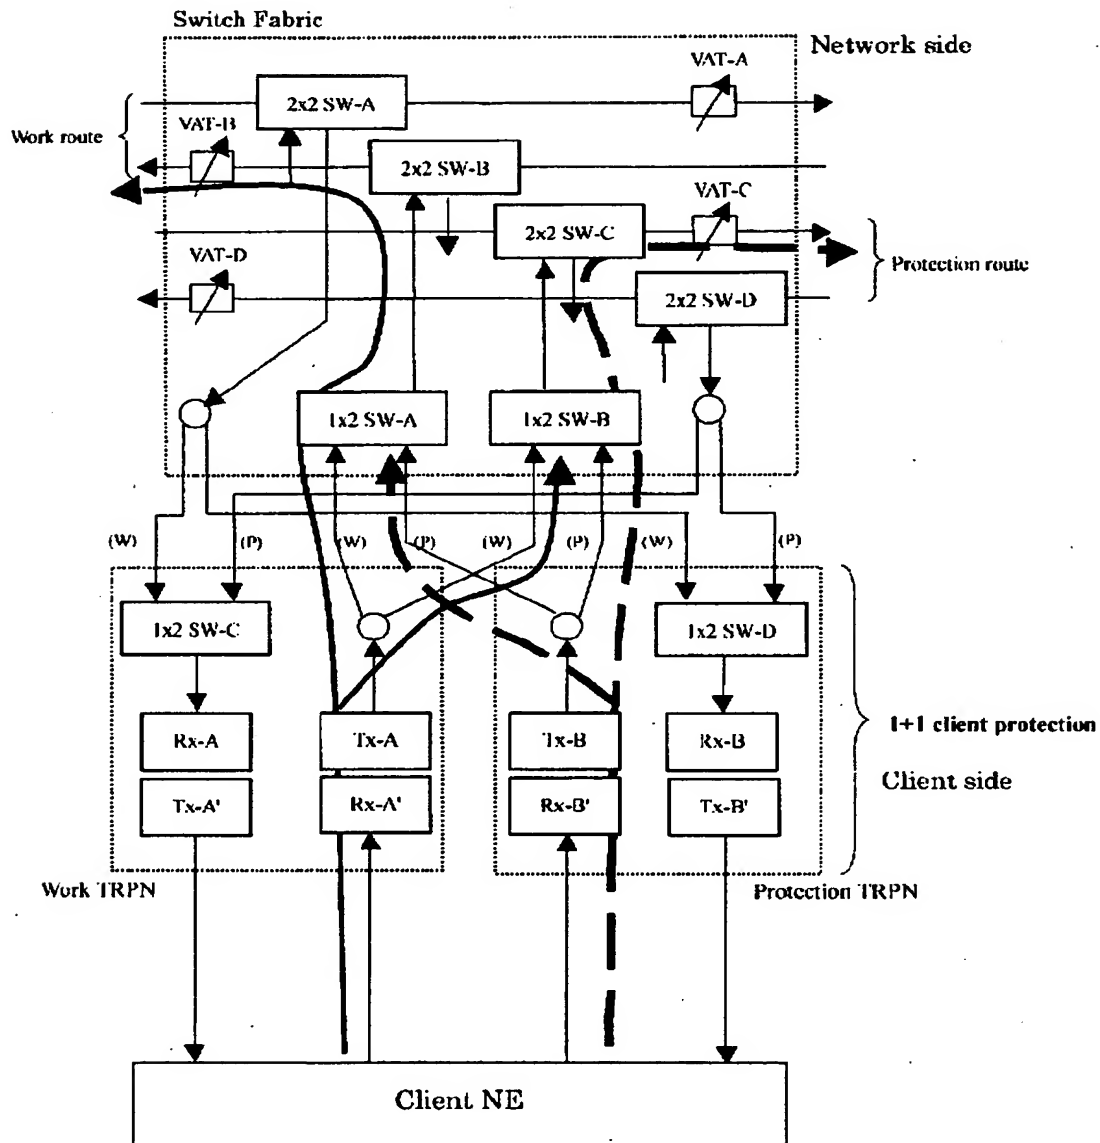 Switch Fabric
Network side
VAT-A
2x2 SW-A
Work route
VAT-B
2x2 SW-B
VAT-C
2x2 SW-C
VAT-D
Protection route
2x2 SW-D
1x2 SW-A
1x2 SW-B
(W)
(P)
(W)
(P)
(W)
(P)
(W)
(P)
1x2 SW-C
1x2 SW-D
Rx-A
Tx-A
Tx-B
Rx-B
1+1 client protection
Client side
Tx-A'
Rx-A'
Rx-B'
Tx-B'
Work TRPN
Protection TRPN
Client NE